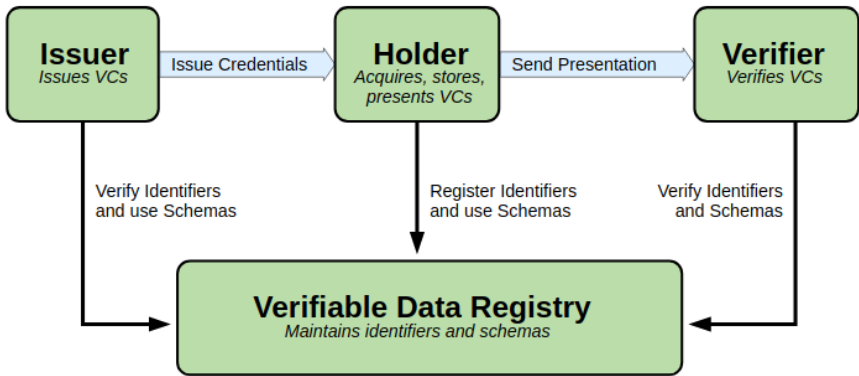 Issuer
Issues VCs
Issue Credentials
Holder
Acquires, stores,
presents VCs
Send Presentation
Verifier
Verifies VCs
Verify Identifiers
and use Schemas
Register Identifiers
and use Schemas
Verify Identifiers
and Schemas
Verifiable Data Registry
Maintains identifiers and schemas